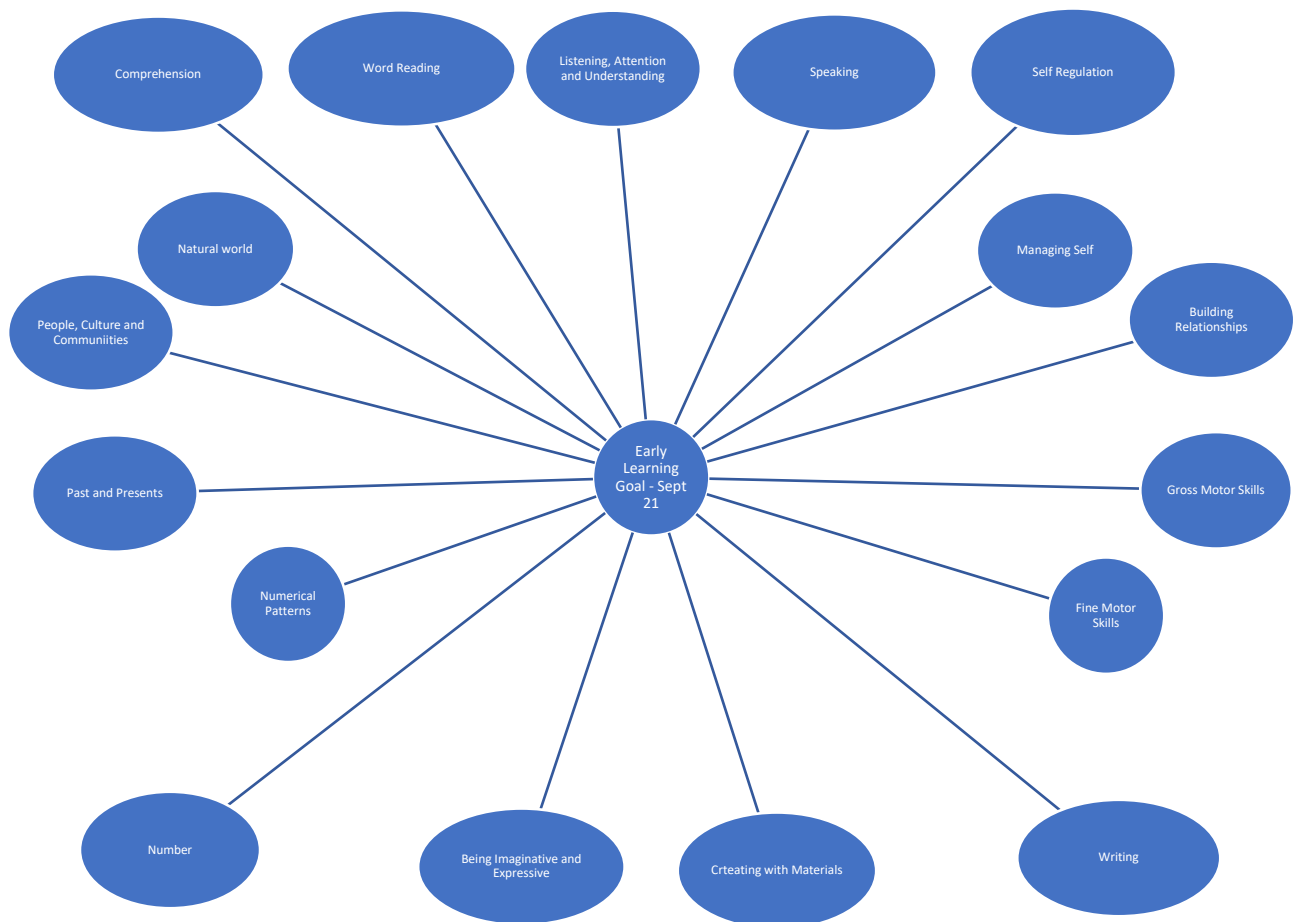 Comprehension
Word Reading
Listening, Attention
and Understanding
Speaking
Self Regulation
Natural world
Managing Self
People, Culture and
Communiities
Building
Relationships
Early
Learning
Goal - Sept
21
Past and Presents
Gross Motor Skills
Numerical
Patterns
Fine Motor
Skills
Number
Being Imaginative and
Expressive
Crteating with Materials
Writing